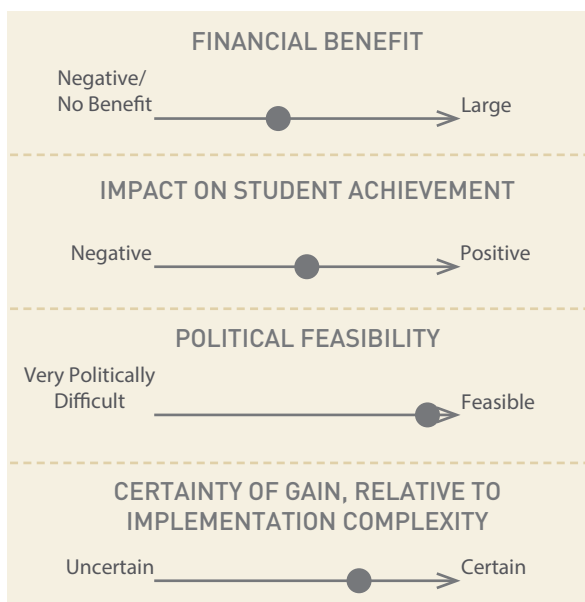 FINANCIAL BENEFIT
Negative/
No Benefit
Large
IMPACT ON STUDENT ACHIEVEMENT
Negative
Positive
POLITICAL FEASIBILITY
Very Politically
Difficult
Feasible
CERTAINTY OF GAIN, RELATIVE TO
IMPLEMENTATION COMPLEXITY
Uncertain
Certain